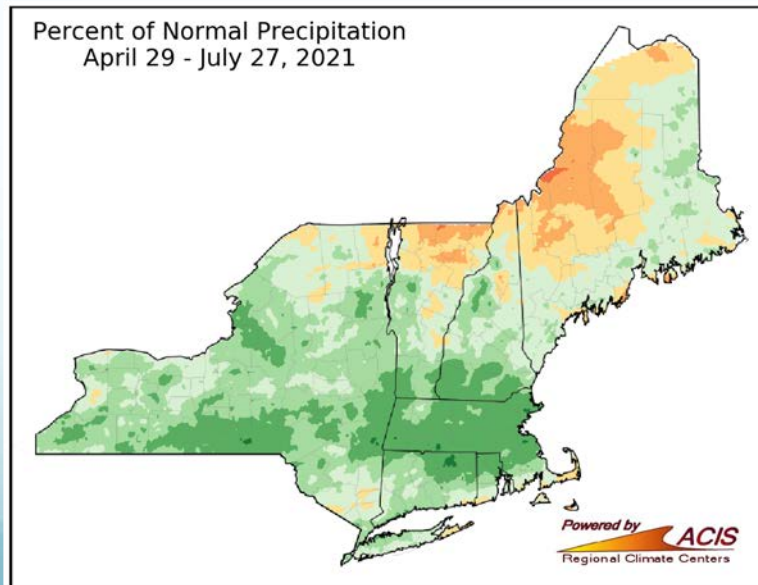 Percent of Normal Precipitation
April 29 - July 27, 2021
Powered by
ACIS
Regional Climate Centers